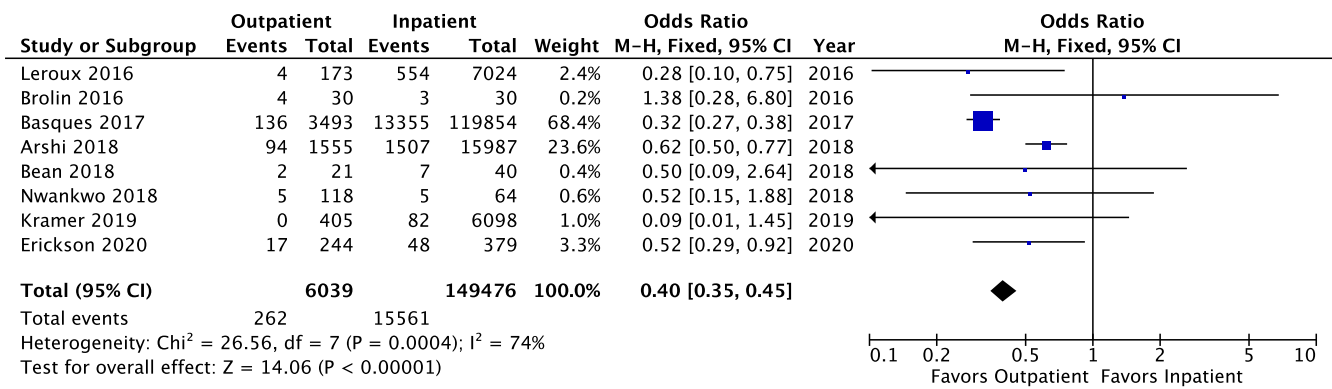 Outpatient Inpatient Odds Ratio Odds Ratio
Study or Subgroup Events Total Events Total Weight M-H, Fixed, 95% CI Year M-H, Fixed, 95% CI
Leroux 2016 4 173 554 7024 2.4% 0.28 [0.10, 0.75] 2016
Brolin 2016 4 30 3 30 0.2% 1.38 [0.28, 6.80] 2016
Basques 2017 136 3493 13355 119854 68.4% 0.32 [0.27, 0.38] 2017
Arshi 2018 94 1555 1507 15987 23.6% 0.62 [0.50, 0.77] 2018
Bean 2018 2 21 7 40 0.4% 0.50 [0.09, 2.64] 2018
Nwankwo 2018 5 118 5 64 0.6% 0.52 [0.15, 1.88] 2018
Kramer 2019 0 405 82 6098 1.0% 0.09 [0.01, 1.45] 2019
Erickson 2020 17 244 48 379 3.3% 0.52 [0.29, 0.92] 2020
Total (95% CI) 6039 149476 100.0% 0.40 [0.35, 0.45]
Total events 262 15561
Heterogeneity: Chi² = 26.56, df = 7 (P = 0.0004); I² = 74%
Test for overall effect: Z = 14.06 (P < 0.00001)
0.1 0.2 0.5 1 2 5 10
Favors Outpatient Favors Inpatient